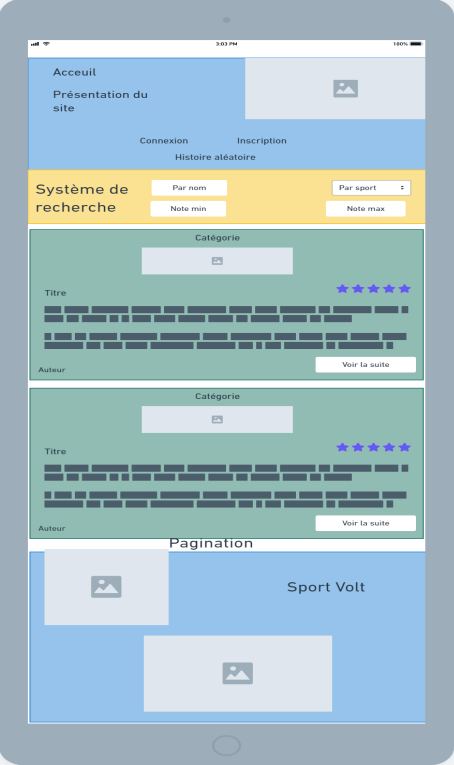 3:03 PM
100%
Acceuil
Présentation du
site
Connexion
Inscription
Histoire aléatoire
Système de
recherche
Par nom
Par sport
Note min
Note max
Catégorie
Titre
Auteur
Voir la suite
Catégorie
Titre
Auteur
Voir la suite
Pagination
Sport Volt